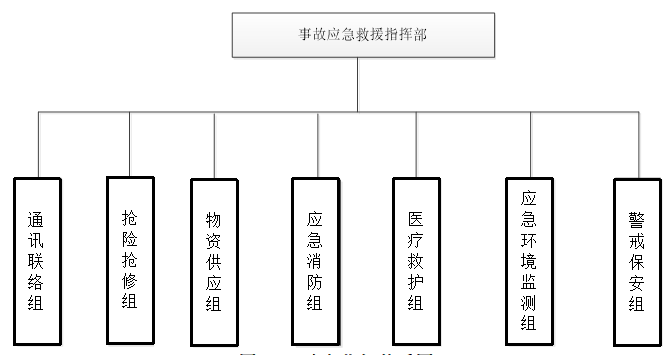 事故应急救援指挥部
通讯联络组
抢险抢修组
物资供应组
应急消防组
医疗救护组
应急环境监测组
警戒保安组